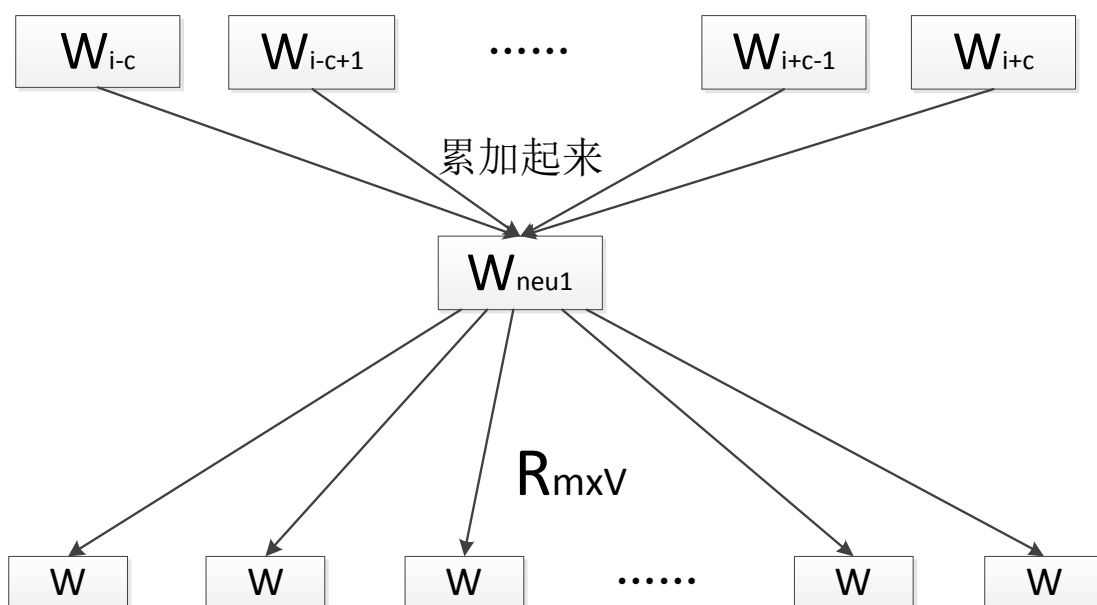 Wi-c Wi-c+1 ...... Wi+c-1 Wi+c
累加起来
Wneu1
RmxV
W W W ...... W W